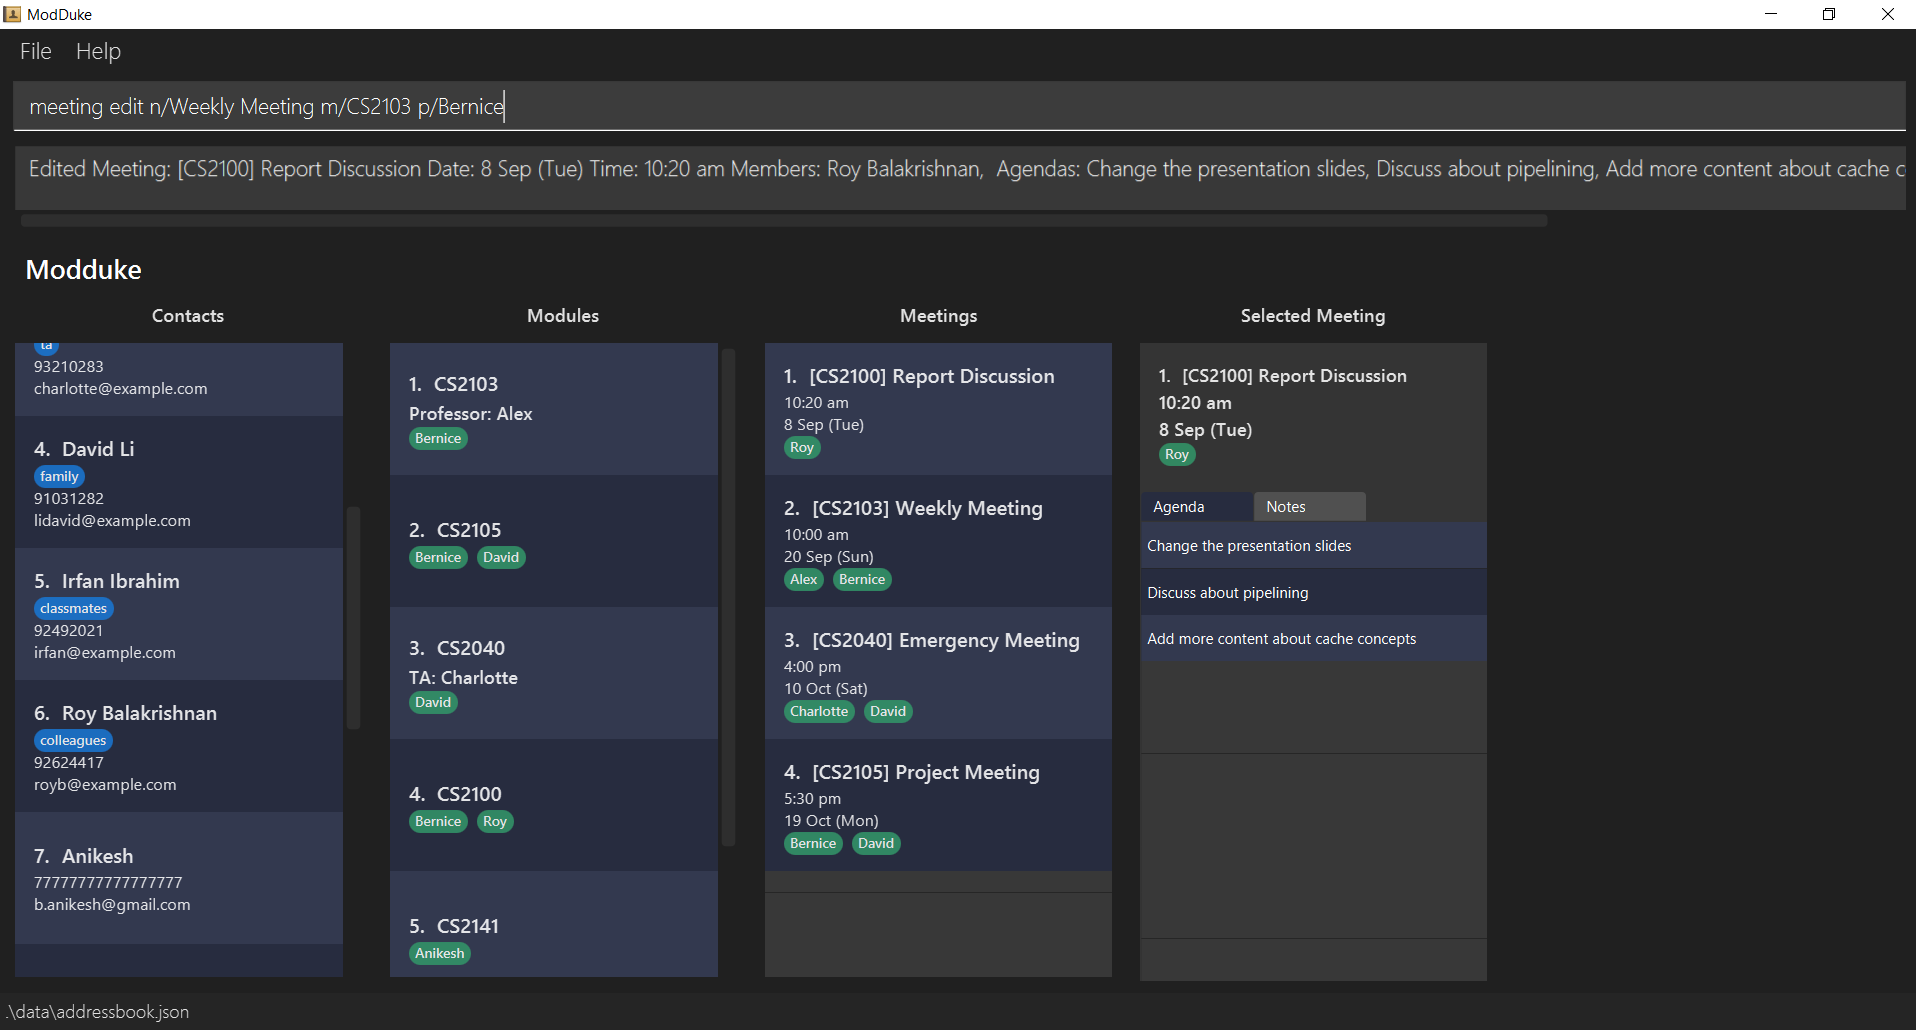 ModDuke
File Help
meeting edit n/Weekly Meeting m/CS2103 p/Bernice
Edited Meeting: [CS2100] Report Discussion Date: 8 Sep (Tue) Time: 10:20 am Members: Roy Balakrishnan, Agendas: Change the presentation slides, Discuss about pipelining, Add more content about cache c
Modduke
Contacts
ta
93210283
charlotte@example.com
4. David Li
family
91031282
lidavid@example.com
5. Irfan Ibrahim
classmates
92492021
irfan@example.com
6. Roy Balakrishnan
colleagues
92624417
royb@example.com
7. Anikesh
77777777777777777
b.anikesh@gmail.com
Modules
1. CS2103
Professor: Alex
Bernice
2. CS2105
Bernice David
3. CS2040
TA: Charlotte
David
4. CS2100
Bernice Roy
5. CS2141
Anikesh
Meetings
1. [CS2100] Report Discussion
10:20 am
8 Sep (Tue)
Roy
2. [CS2103] Weekly Meeting
10:00 am
20 Sep (Sun)
Alex Bernice
3. [CS2040] Emergency Meeting
4:00 pm
10 Oct (Sat)
Charlotte David
4. [CS2105] Project Meeting
5:30 pm
19 Oct (Mon)
Bernice David
Selected Meeting
1. [CS2100] Report Discussion
10:20 am
8 Sep (Tue)
Roy
Agenda Notes
Change the presentation slides
Discuss about pipelining
Add more content about cache concepts
.\data\addressbook.json